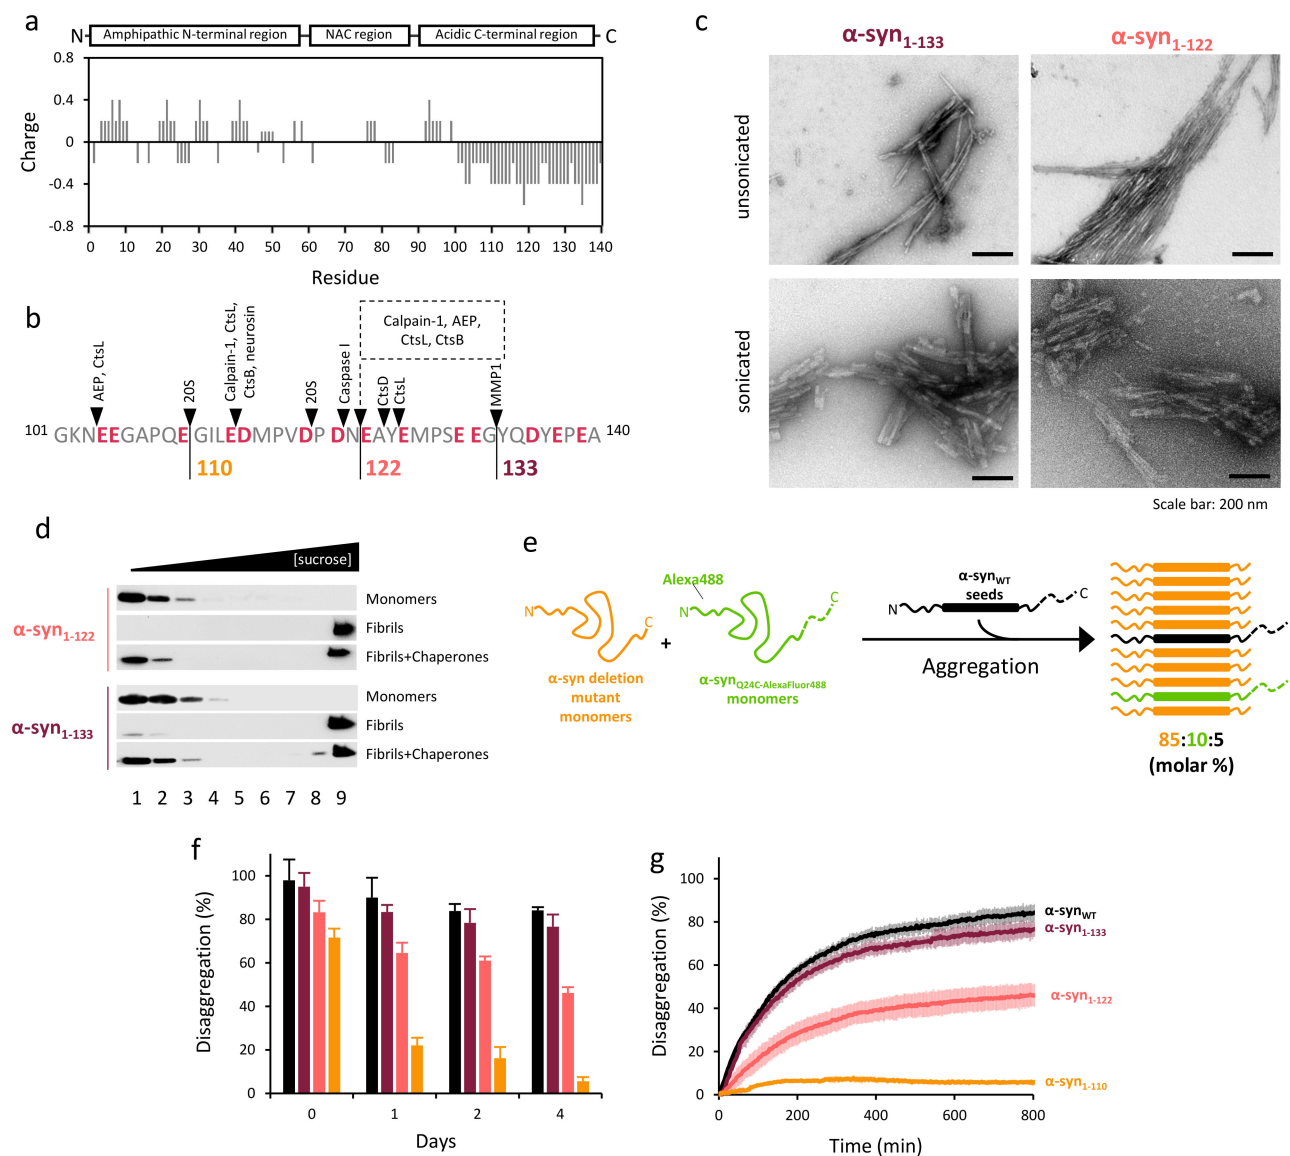 a
N
Amphipathic N-terminal region
NAC region
Acidic C-terminal region
C
Charge
0.8
0.4
0
-0.4
-0.8
0 10 20 30 40 50 60 70 80 90 100 110 120 130 140
Residue
b
AEP, CtsL
20S
Calpain-1, CtsL,
CtsB, neurosin
20S
Caspase I
Calpain-1, AEP,
CtsL, CtsB
CtsD
CtsL
MMP1
101 GKNEEGAPQEGILEDMPVDP DNEAYEMPSE EGYQDYEPEA 140
110
122
133
c
α-syn1-133
α-syn1-122
unsonicated
sonicated
Scale bar: 200 nm
d
[sucrose]
α-syn1-122
Monomers
Fibrils
Fibrils+Chaperones
α-syn1-133
Monomers
Fibrils
Fibrils+Chaperones
1 2 3 4 5 6 7 8 9
e
C
α-syn deletion
mutant
monomers
+
Alexa488
N
C
α-synQ24C-AlexaFluor488
monomers
α-synWT
seeds
N
C
Aggregation
85:10:5
(molar %)
f
Disaggregation (%)
100
80
60
40
20
0
0 1 2 4
Days
g
Disaggregation (%)
100
80
60
40
20
0
0 200 400 600 800
Time (min)
α-synWT
α-syn1-133
α-syn1-122
α-syn1-110